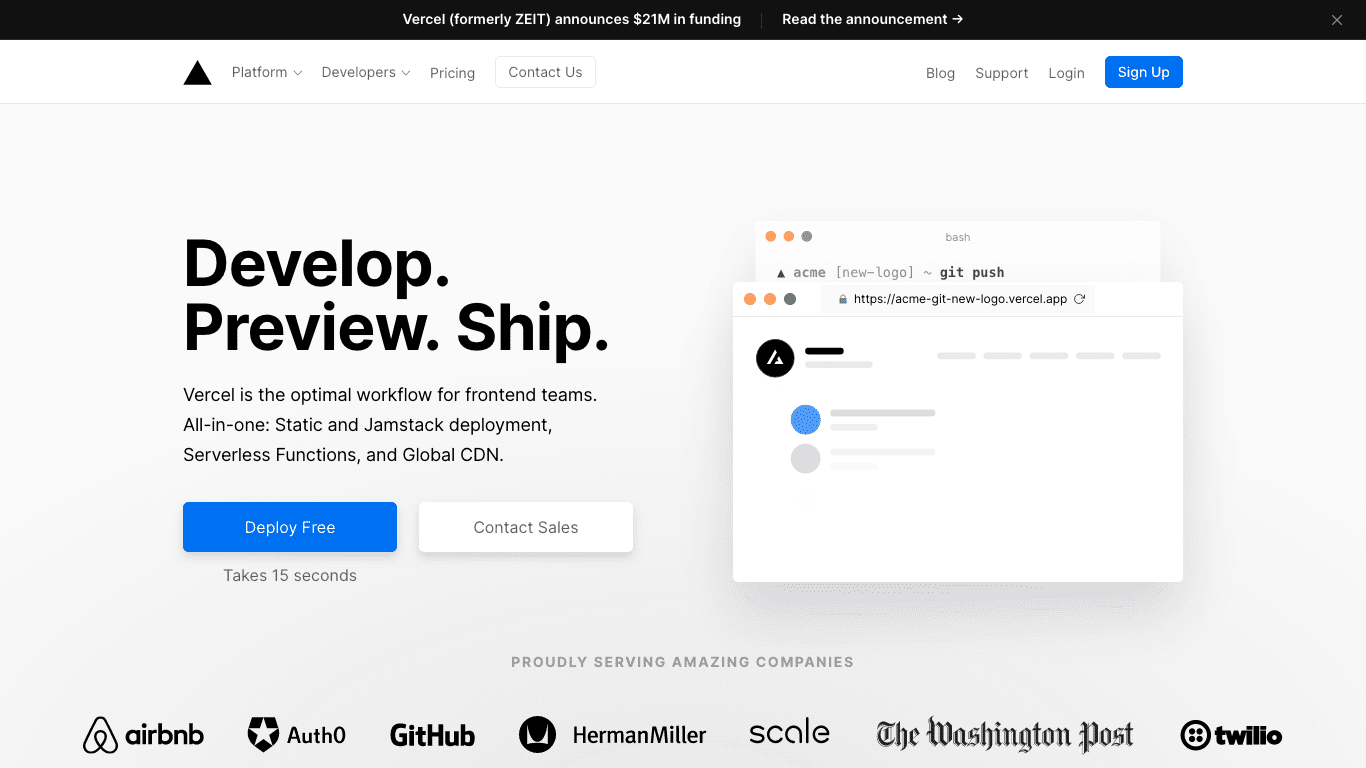 Vercel (formerly ZEIT) announces $21M in funding
Read the announcement →
Platform
Developers
Pricing
Contact Us
Blog
Support
Login
Sign Up
Develop.
Preview. Ship.
Vercel is the optimal workflow for frontend teams.
All-in-one: Static and Jamstack deployment,
Serverless Functions, and Global CDN.
Deploy Free
Contact Sales
Takes 15 seconds
bash
▲ acme [new-logo] ~ git push
https://acme-git-new-logo.vercel.app
PROUDLY SERVING AMAZING COMPANIES
airbnb
Auth0
GitHub
HermanMiller
scale
The Washington Post
twilio